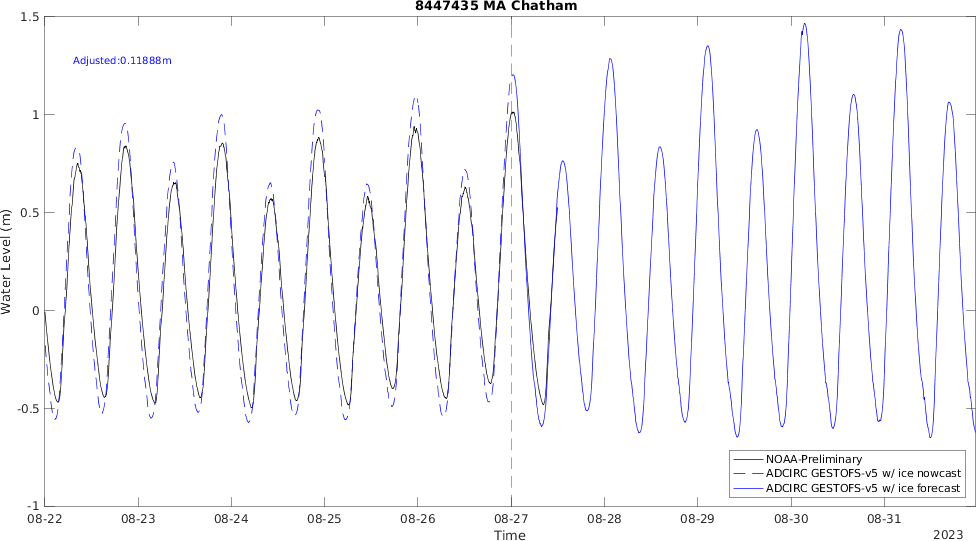 8447435 MA Chatham
Adjusted:0.11888m
Water Level (m)
1.5
1
0.5
0
-0.5
-1
NOAA-Preliminary
ADCIRC GESTOFS-v5 w/ ice nowcast
ADCIRC GESTOFS-v5 w/ ice forecast
08-22 08-23 08-24 08-25 08-26 08-27 08-28 08-29 08-30 08-31
Time
2023